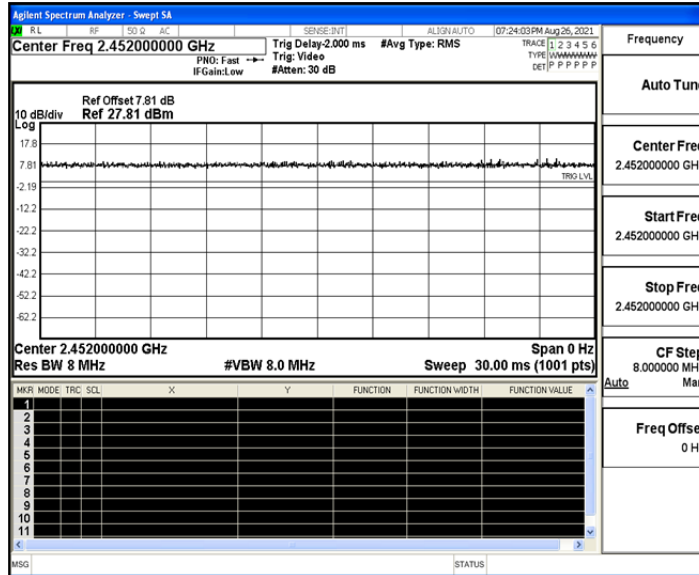 Agilent Spectrum Analyzer - Swept SA
LXI RL RF 50 Ω AC SENSE:INT ALIGNAUTO 07:24:03 PM Aug 26, 2021
Center Freq 2.452000000 GHz
PNO: Fast
IFGain:Low
Trig Delay-2.000 ms
Trig: Video
#Atten: 30 dB
#Avg Type: RMS
TRACE 1 2 3 4 5 6
TYPE WWWWWW
DET P P P P P P
Ref Offset 7.81 dB
10 dB/div Ref 27.81 dBm
Log
17.8
7.81
-2.19
-12.2
-22.2
-32.2
-42.2
-52.2
-62.2
TRIG LVL
Center 2.452000000 GHz Span 0 Hz
Res BW 8 MHz #VBW 8.0 MHz Sweep 30.00 ms (1001 pts)
MKR MODE TRC SCL X Y FUNCTION FUNCTION WIDTH FUNCTION VALUE
1
2
3
4
5
6
7
8
9
10
11
MSG STATUS
Frequency
Auto Tun
Center Fre
2.452000000 GH
Start Fre
2.452000000 GH
Stop Fre
2.452000000 GH
CF Step
8.000000 MH
Auto Ma
Freq Offse
0 H